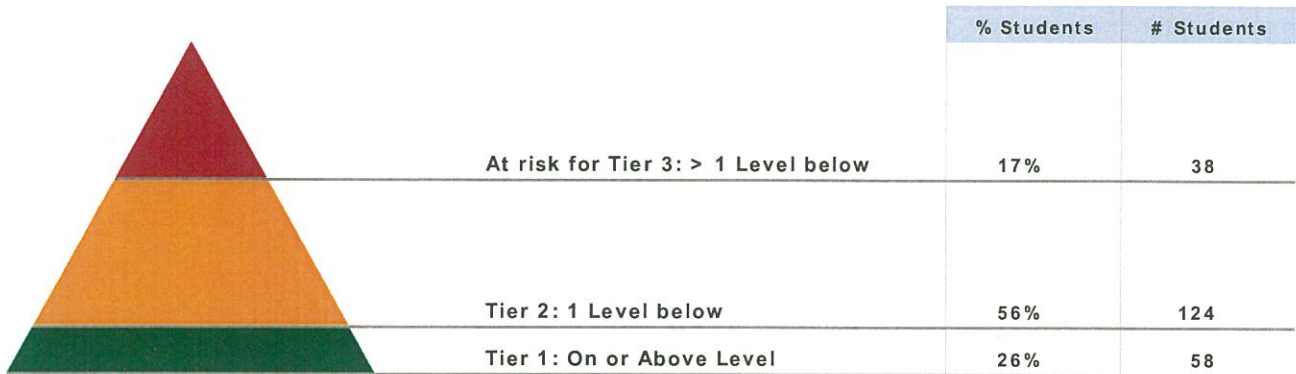 % Students # Students
At risk for Tier 3: > 1 Level below 17% 38
Tier 2: 1 Level below 56% 124
Tier 1: On or Above Level 26% 58